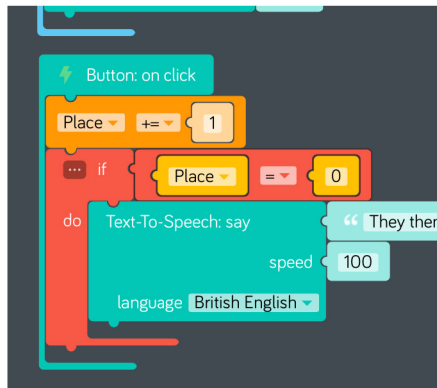 Button: on click
Place += 1
... if Place = 0
do Text-To-Speech: say “ They then
speed 100
language British English